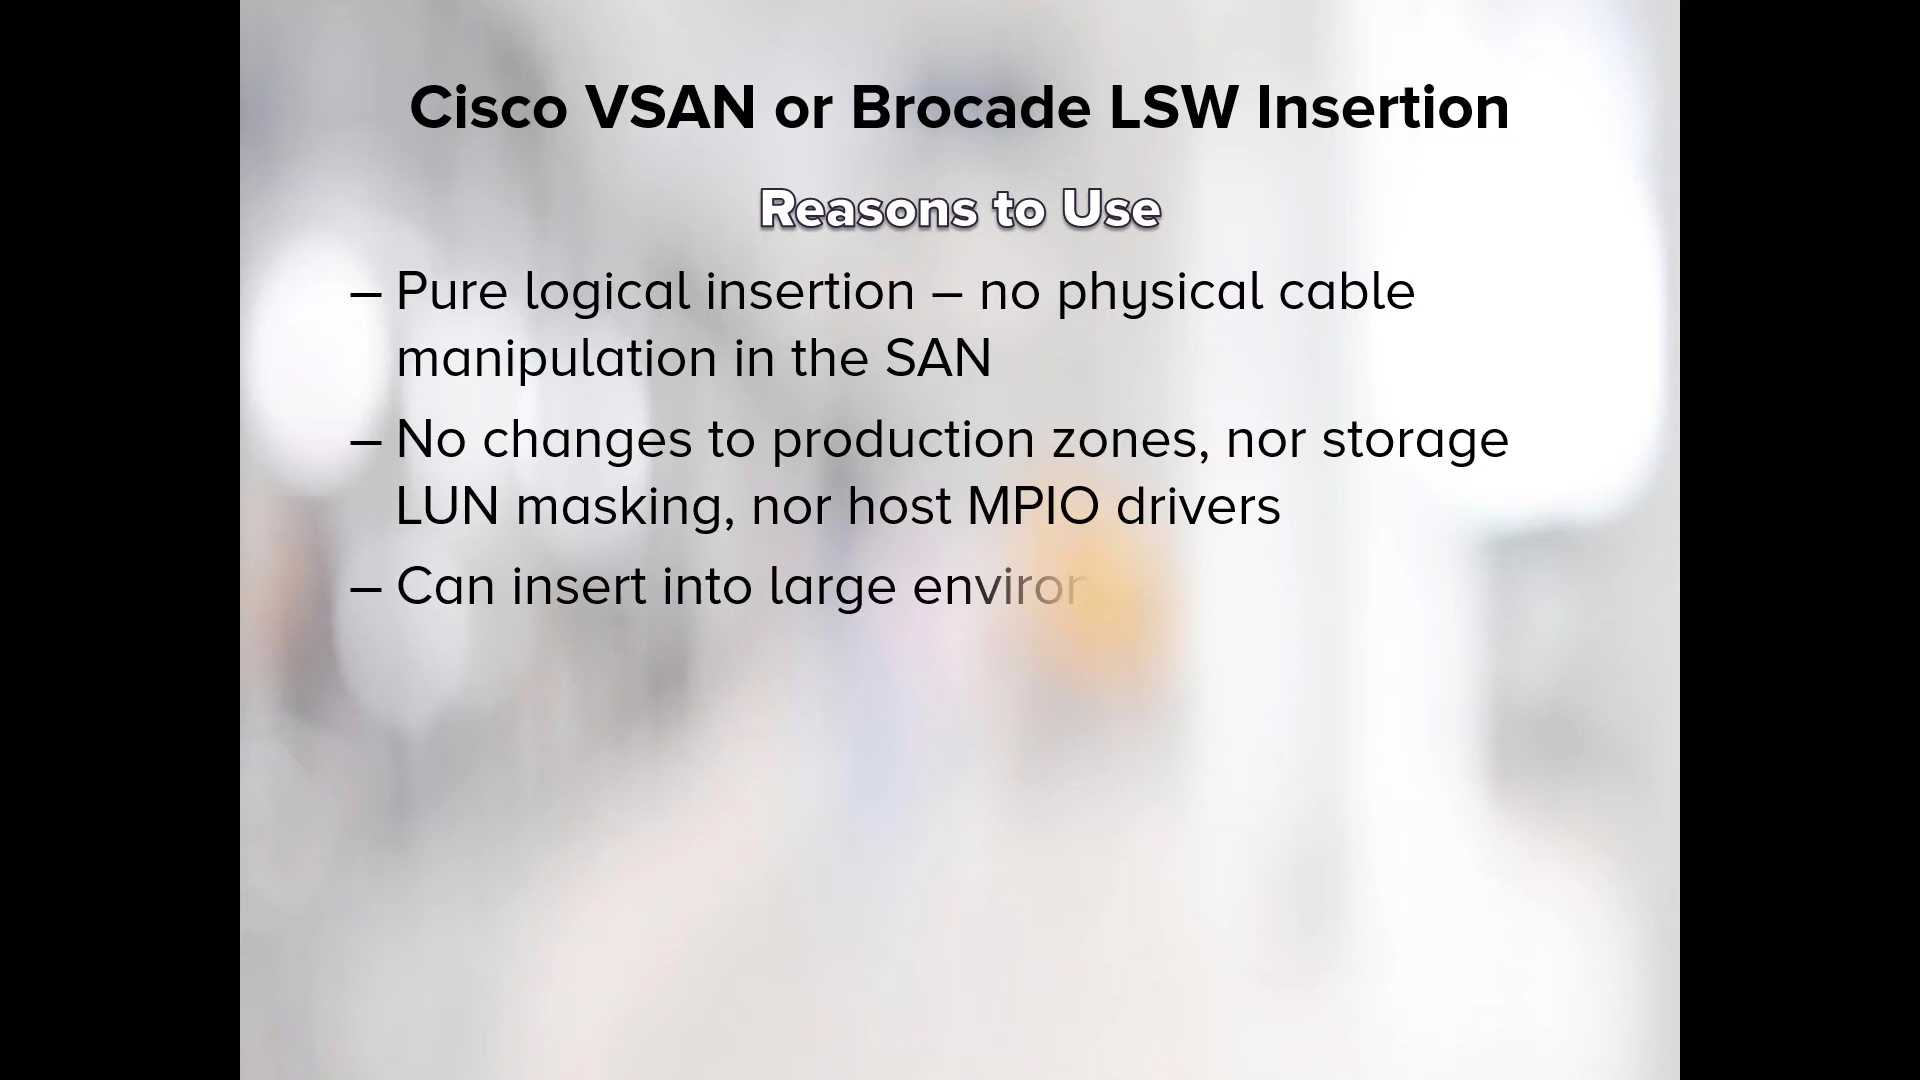 Cisco VSAN or Brocade LSW Insertion
Reasons to Use
– Pure logical insertion – no physical cable
manipulation in the SAN
– No changes to production zones, nor storage
LUN masking, nor host MPIO drivers
– Can insert into large